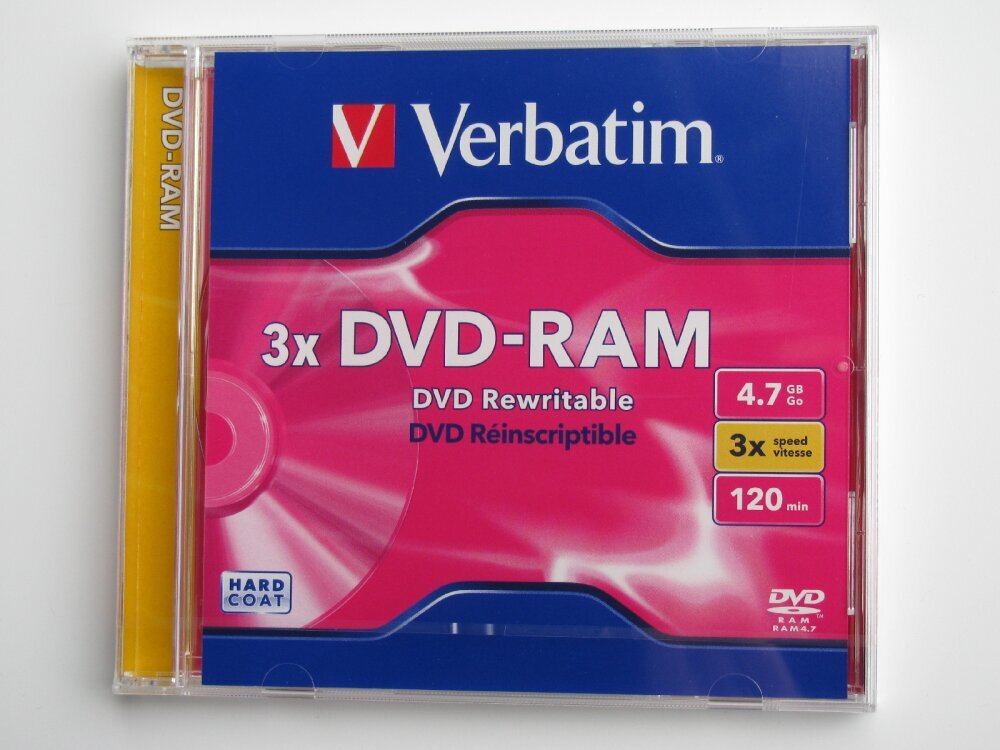 DVD-RAM
V Verbatim®
3x DVD-RAM
DVD Rewritable
DVD Réinscriptible
4.7 GB
Go
3x speed
vitesse
120 min
HARD
COAT
DVD™
RAM
RAM4.7